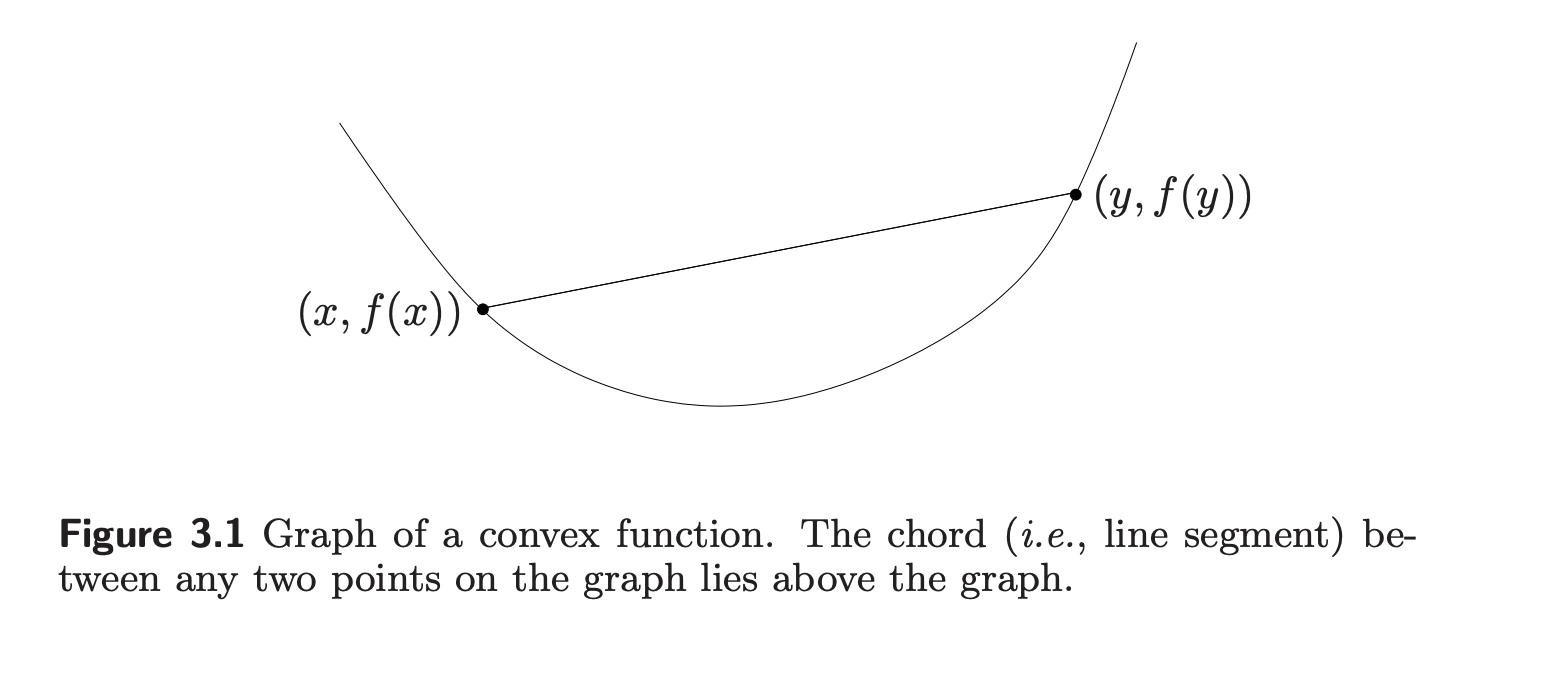 (y, f(y))
(x, f(x))
Figure 3.1 Graph of a convex function. The chord (i.e., line segment) be-
tween any two points on the graph lies above the graph.